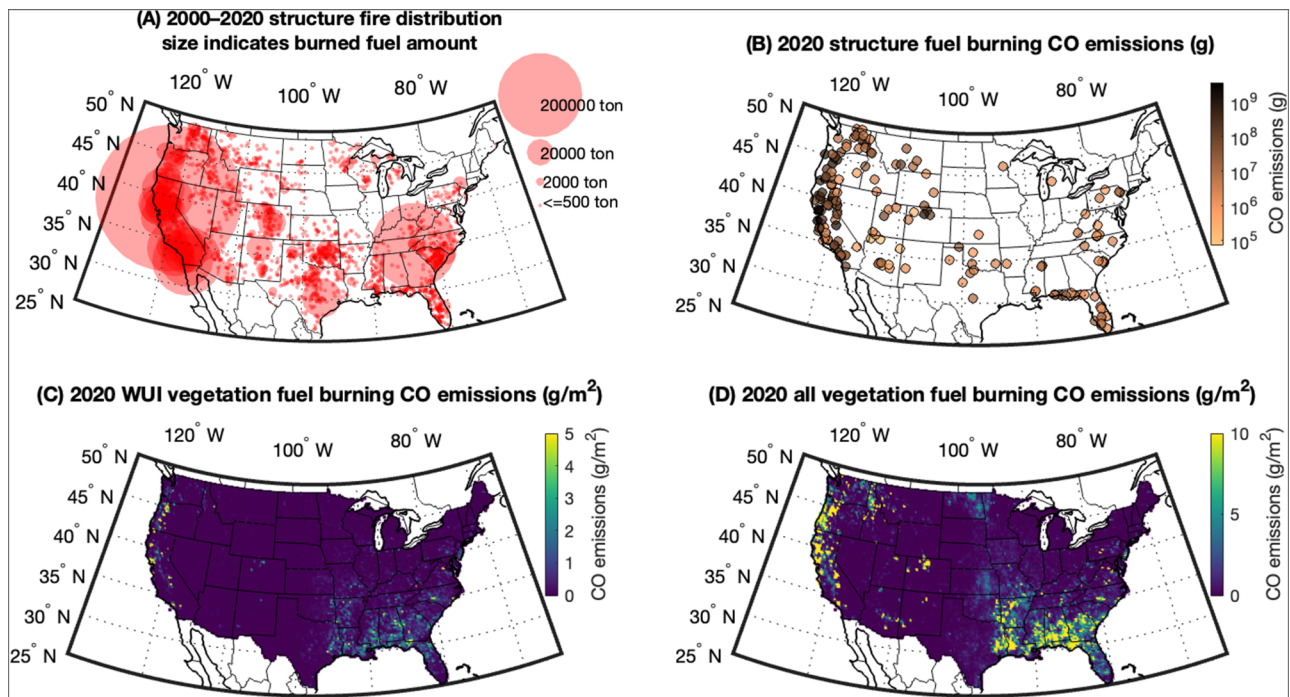 (A) 2000–2020 structure fire distribution
size indicates burned fuel amount
120° W
100° W
80° W
50° N
45° N
40° N
35° N
30° N
25° N
200000 ton
20000 ton
2000 ton
<=500 ton
(B) 2020 structure fuel burning CO emissions (g)
120° W
100° W
80° W
50° N
45° N
40° N
35° N
30° N
25° N
10⁹
10⁸
10⁷
10⁶
10⁵
CO emissions (g)
(C) 2020 WUI vegetation fuel burning CO emissions (g/m²)
120° W
100° W
80° W
50° N
45° N
40° N
35° N
30° N
25° N
5
4
3
2
1
0
CO emissions (g/m²)
(D) 2020 all vegetation fuel burning CO emissions (g/m²)
120° W
100° W
80° W
50° N
45° N
40° N
35° N
30° N
25° N
10
5
0
CO emissions (g/m²)